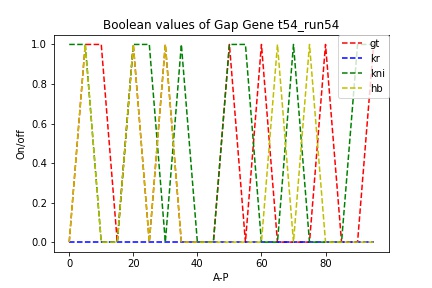 Boolean values of Gap Gene t54_run54
gt
kr
kni
hb
1.0
0.8
0.6
0.4
0.2
0.0
On/off
0 20 40 60 80
A-P